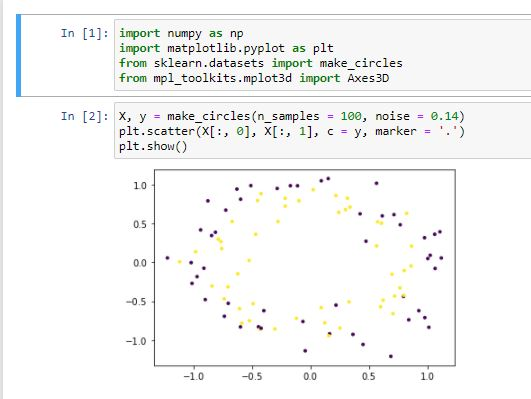 In [1]: import numpy as np
import matplotlib.pyplot as plt
from sklearn.datasets import make_circles
from mpl_toolkits.mplot3d import Axes3D
In [2]: X, y = make_circles(n_samples = 100, noise = 0.14)
plt.scatter(X[:, 0], X[:, 1], c = y, marker = '.')
plt.show()
1.0
0.5
0.0
−0.5
−1.0
−1.0 −0.5 0.0 0.5 1.0